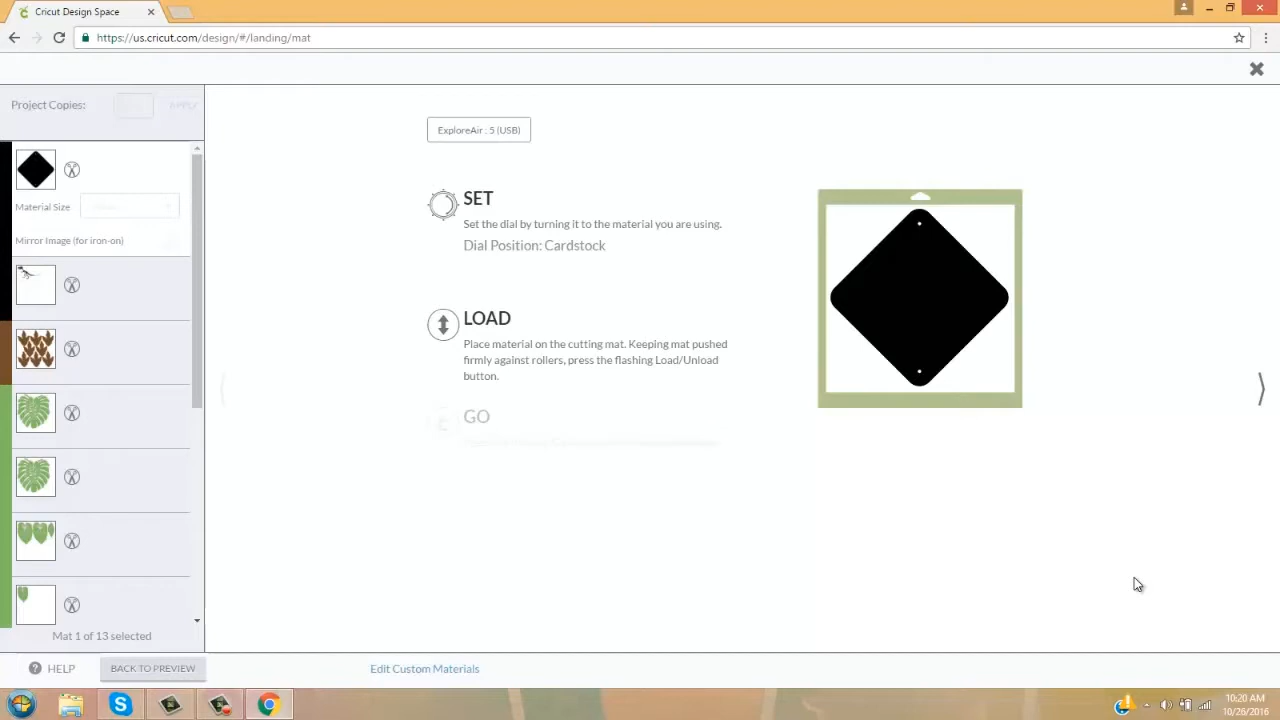 Cricut Design Space
https://us.cricut.com/design/#/landing/mat
Project Copies:
APPLY
ExploreAir : 5 (USB)
SET
Set the dial by turning it to the material you are using.
Dial Position: Cardstock
Material Size
Mirror Image (for iron-on)
LOAD
Place material on the cutting mat. Keeping mat pushed
firmly against rollers, press the flashing Load/Unload
button.
GO
Mat 1 of 13 selected
HELP
BACK TO PREVIEW
Edit Custom Materials
10:20 AM
10/26/2016